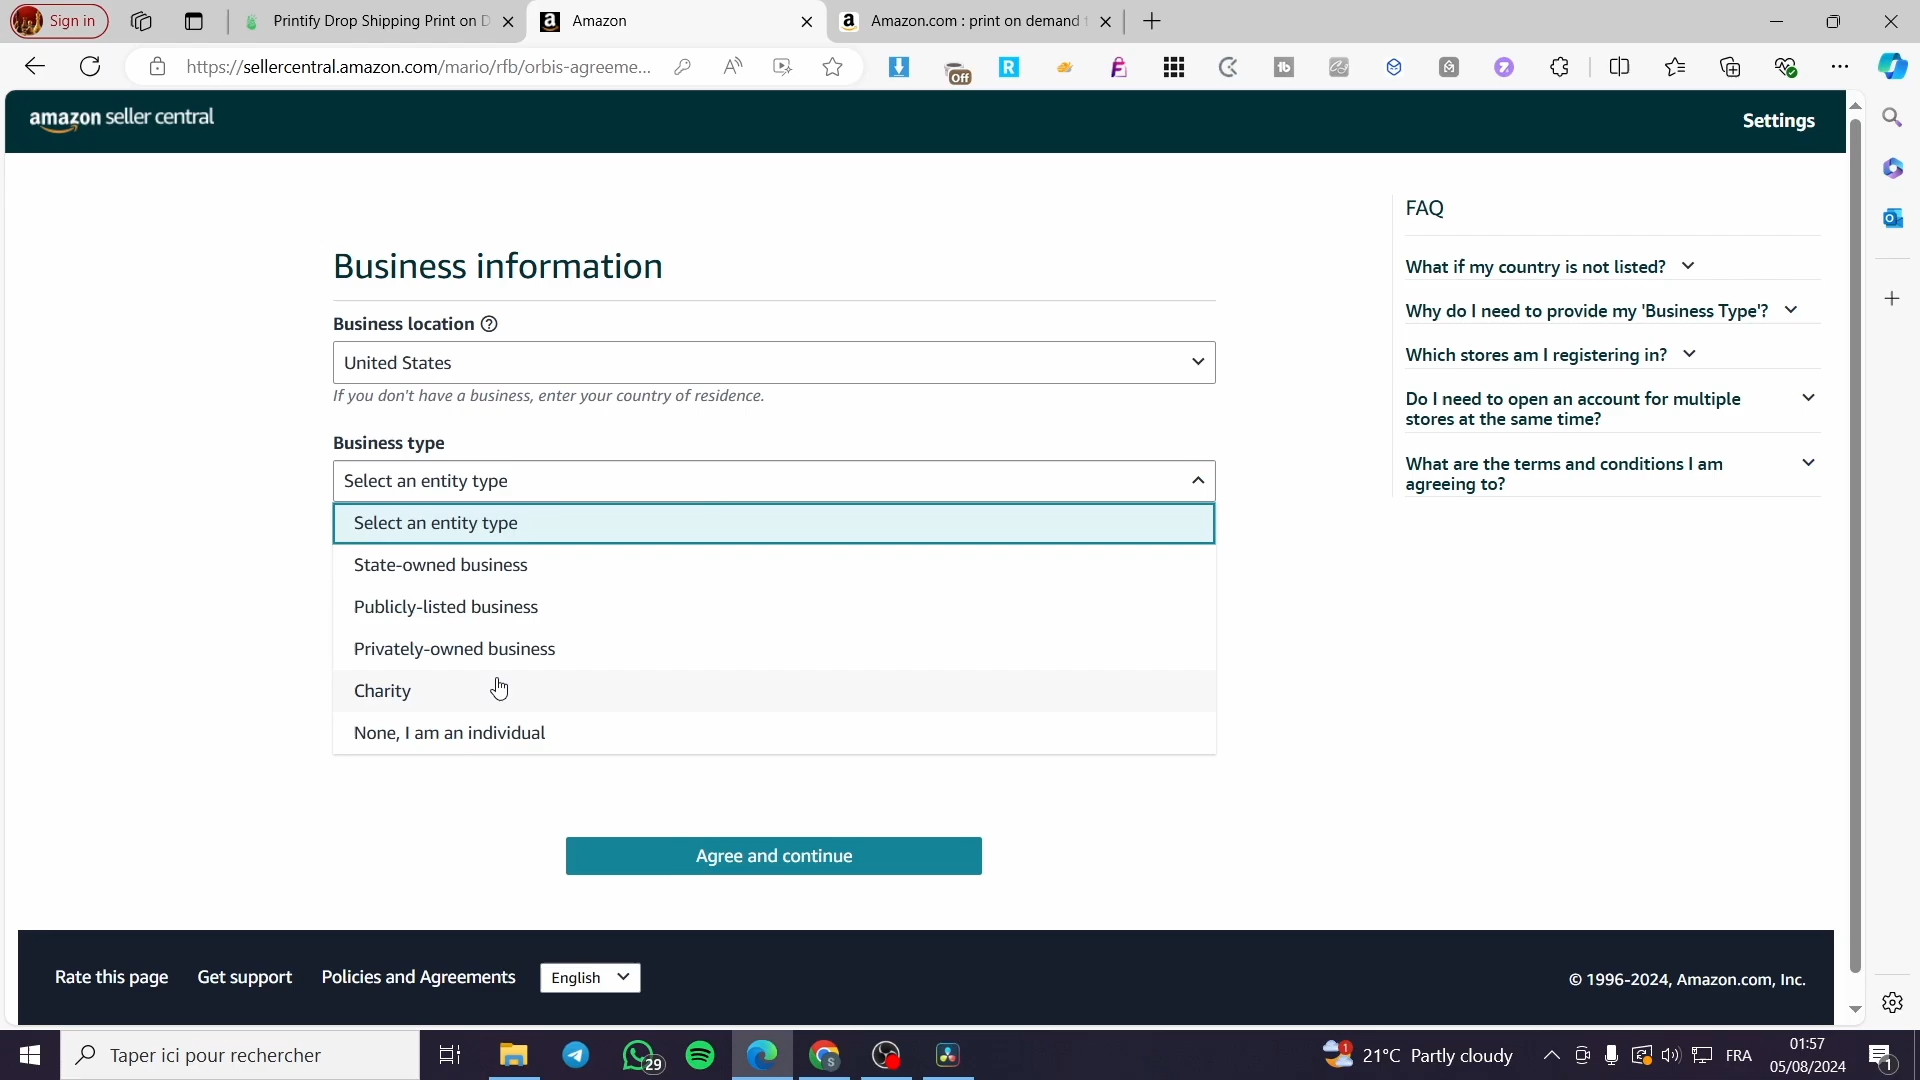 Sign in
Printify Drop Shipping Print on D
Amazon
Amazon.com : print on demand t
https://sellercentral.amazon.com/mario/rfb/orbis-agreeme...
Off
amazon seller central
Settings
Business information
Business location
United States
If you don't have a business, enter your country of residence.
Business type
Select an entity type
Select an entity type
State-owned business
Publicly-listed business
Privately-owned business
Charity
None, I am an individual
Agree and continue
FAQ
What if my country is not listed?
Why do I need to provide my 'Business Type'?
Which stores am I registering in?
Do I need to open an account for multiple
stores at the same time?
What are the terms and conditions I am
agreeing to?
Rate this page
Get support
Policies and Agreements
English
© 1996-2024, Amazon.com, Inc.
Taper ici pour rechercher
29
1
21°C Partly cloudy
FRA
01:57
05/08/2024
1